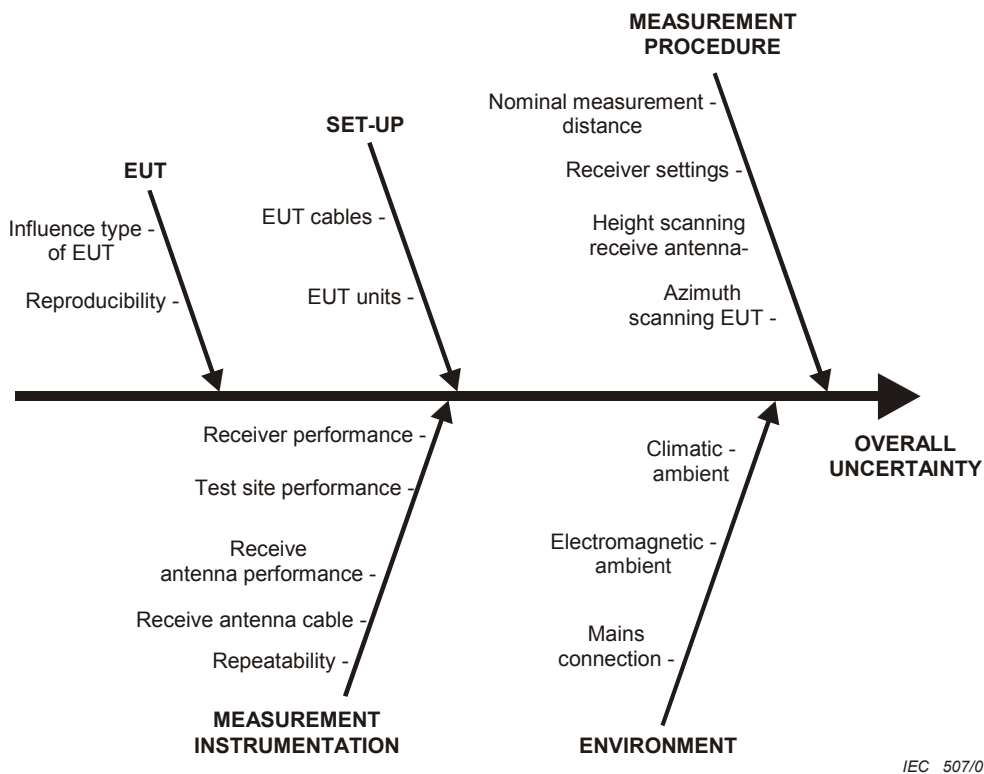 MEASUREMENT
PROCEDURE
Nominal measurement -
distance
Receiver settings -
Height scanning
receive antenna-
Azimuth
scanning EUT -
SET-UP
EUT cables -
EUT units -
EUT
Influence type -
of EUT
Reproducibility -
OVERALL
UNCERTAINTY
Receiver performance -
Test site performance -
Receive
antenna performance -
Receive antenna cable -
Repeatability -
MEASUREMENT
INSTRUMENTATION
Climatic -
ambient
Electromagnetic -
ambient
Mains
connection -
ENVIRONMENT
IEC 507/0